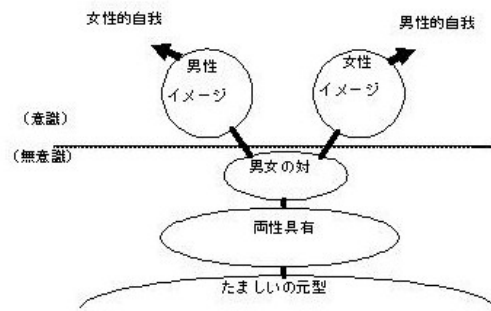 女性的自我
男性的自我
男性
イメージ
女性
イメージ
(意識)
(無意識)
男女の対
両性具有
たましいの元型